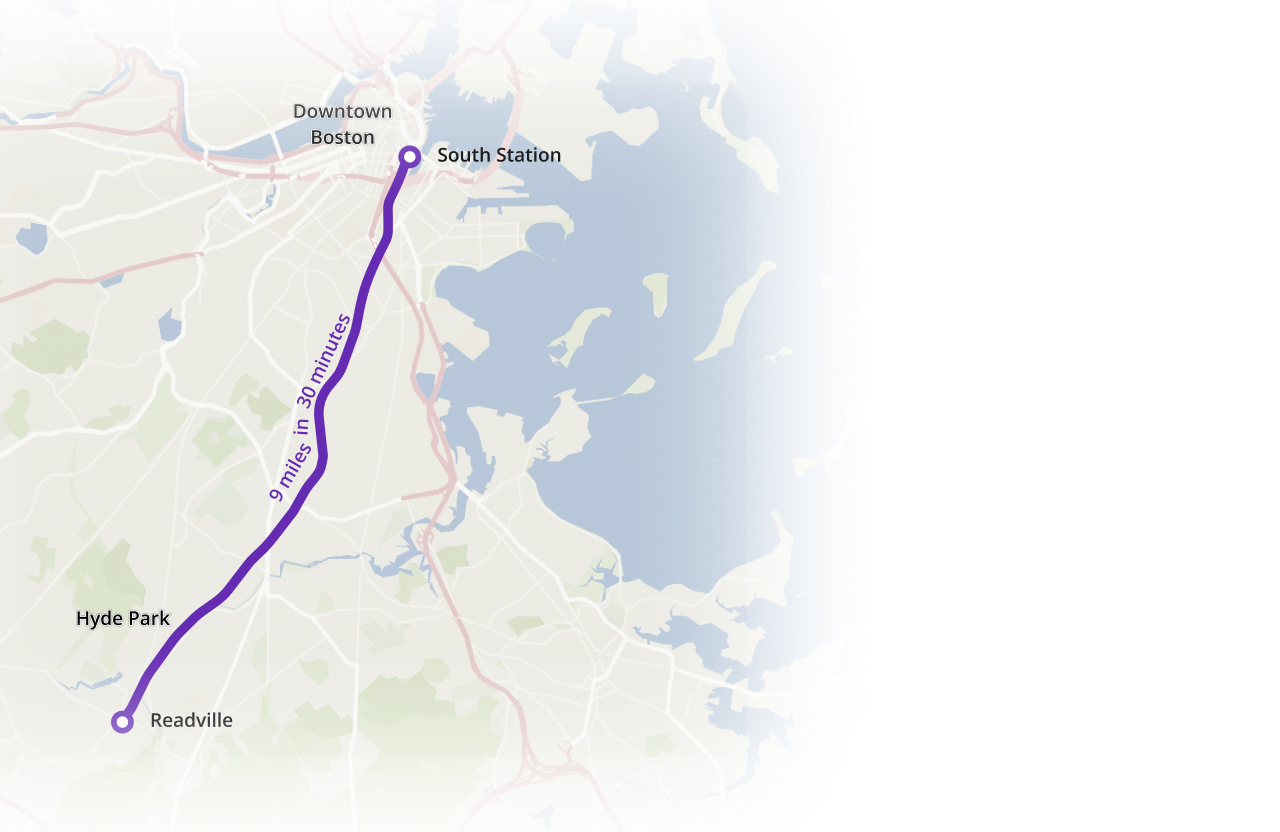 Downtown
Boston
South Station
9 miles in 30 minutes
Hyde Park
Readville